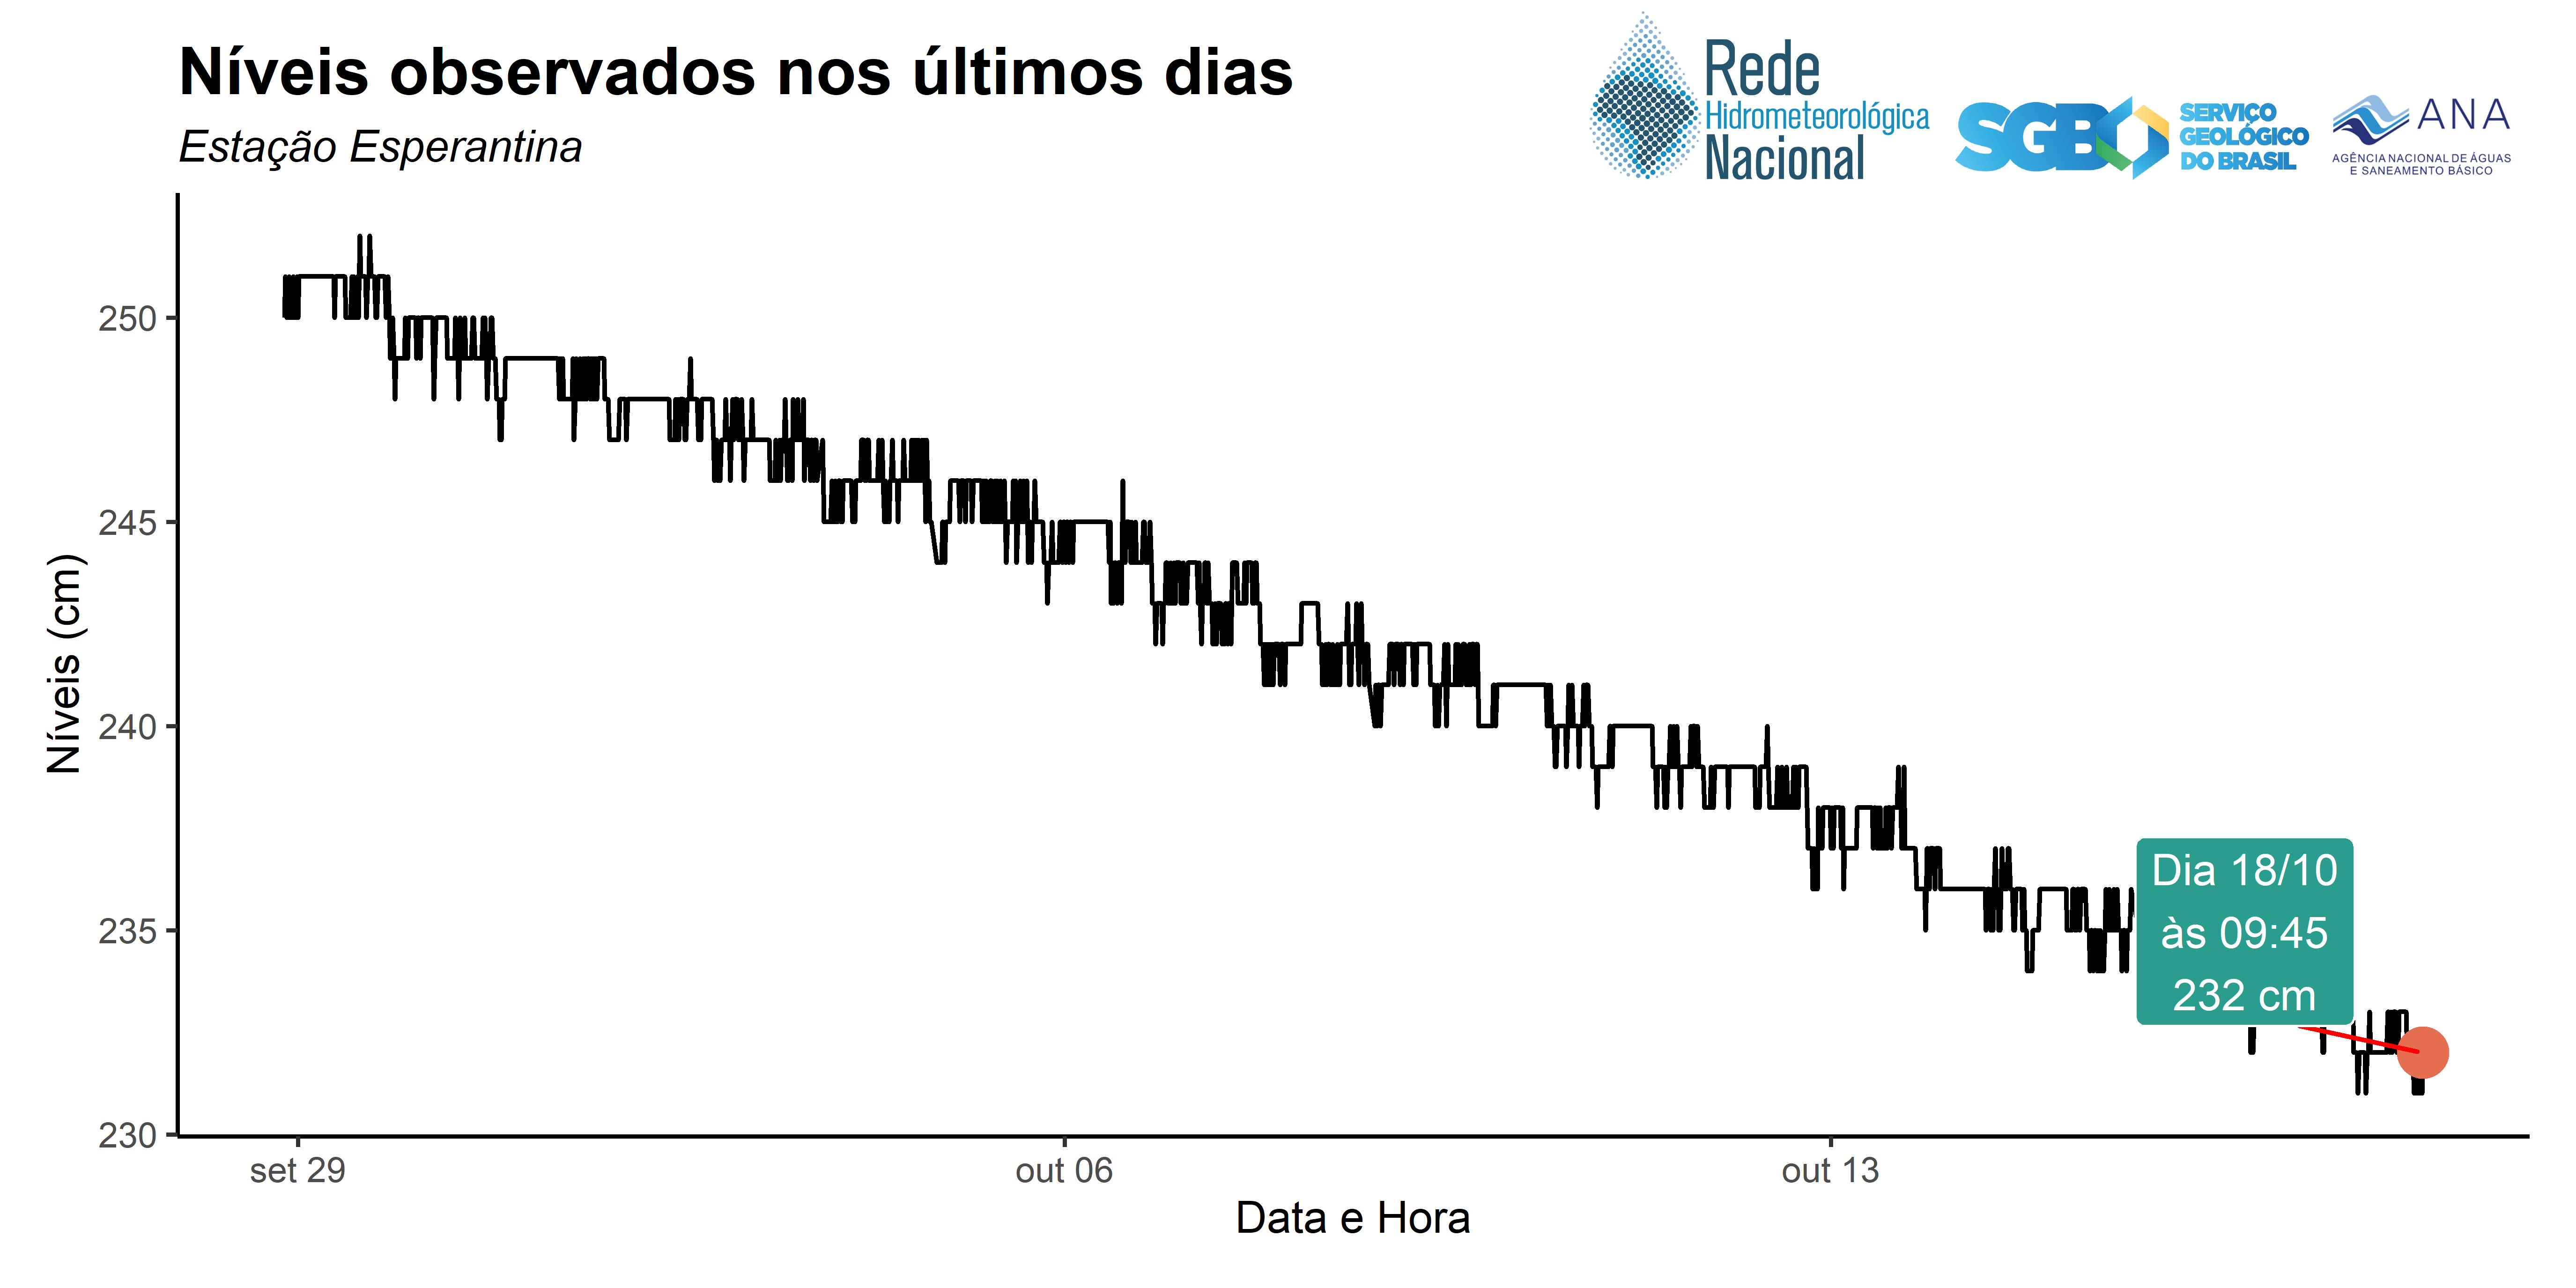 Níveis observados nos últimos dias
Estação Esperantina
Rede
Hidrometeorológica
Nacional
SGB
SERVIÇO
GEOLÓGICO
DO BRASIL
ANA
AGÊNCIA NACIONAL DE ÁGUAS
E SANEAMENTO BÁSICO
Níveis (cm)
250
245
240
235
230
Dia 18/10
às 09:45
232 cm
set 29
out 06
out 13
Data e Hora